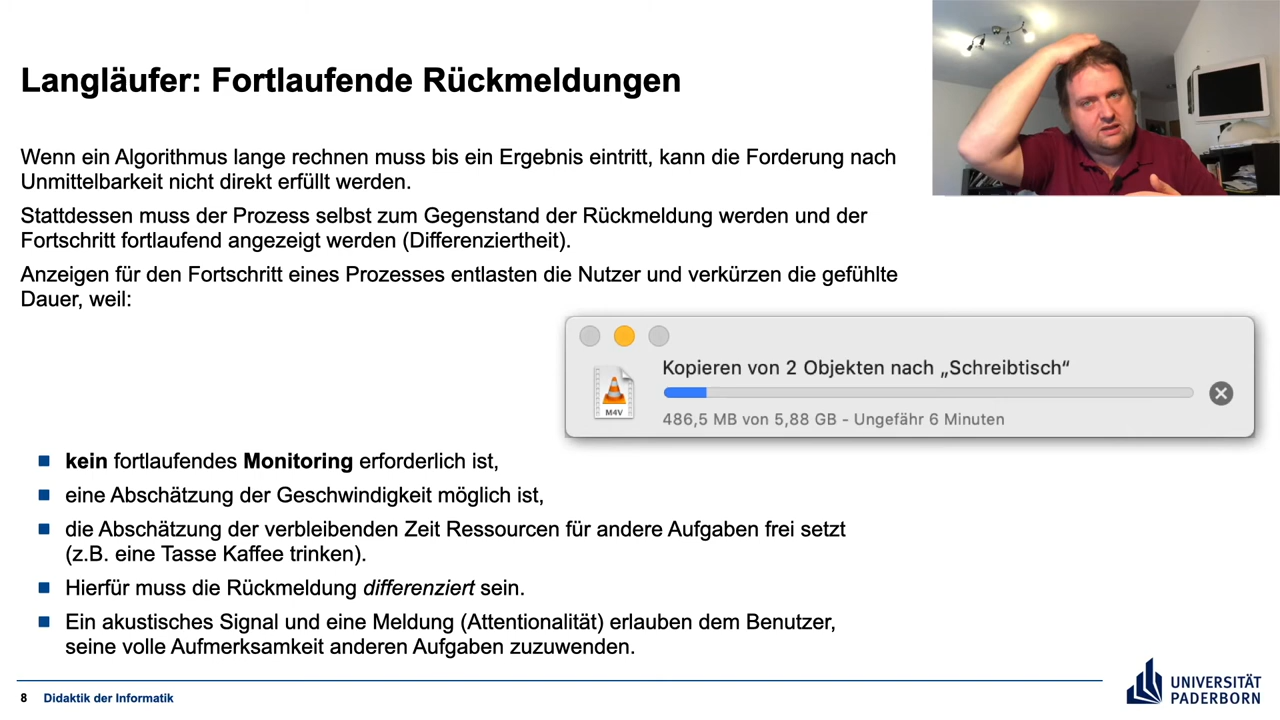 Langläufer: Fortlaufende Rückmeldungen
Wenn ein Algorithmus lange rechnen muss bis ein Ergebnis eintritt, kann die Forderung nach
Unmittelbarkeit nicht direkt erfüllt werden.
Stattdessen muss der Prozess selbst zum Gegenstand der Rückmeldung werden und der
Fortschritt fortlaufend angezeigt werden (Differenziertheit).
Anzeigen für den Fortschritt eines Prozesses entlasten die Nutzer und verkürzen die gefühlte
Dauer, weil:
Kopieren von 2 Objekten nach „Schreibtisch“
M4V
486,5 MB von 5,88 GB - Ungefähr 6 Minuten
kein fortlaufendes Monitoring erforderlich ist,
eine Abschätzung der Geschwindigkeit möglich ist,
die Abschätzung der verbleibenden Zeit Ressourcen für andere Aufgaben frei setzt
(z.B. eine Tasse Kaffee trinken).
Hierfür muss die Rückmeldung differenziert sein.
Ein akustisches Signal und eine Meldung (Attentionalität) erlauben dem Benutzer,
seine volle Aufmerksamkeit anderen Aufgaben zuzuwenden.
8 Didaktik der Informatik
UNIVERSITÄT
PADERBORN